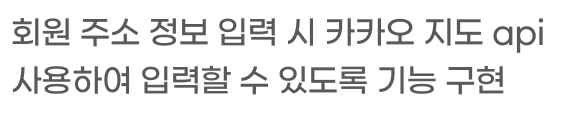 회원 주소 정보 입력 시 카카오 지도 api
사용하여 입력할 수 있도록 기능 구현